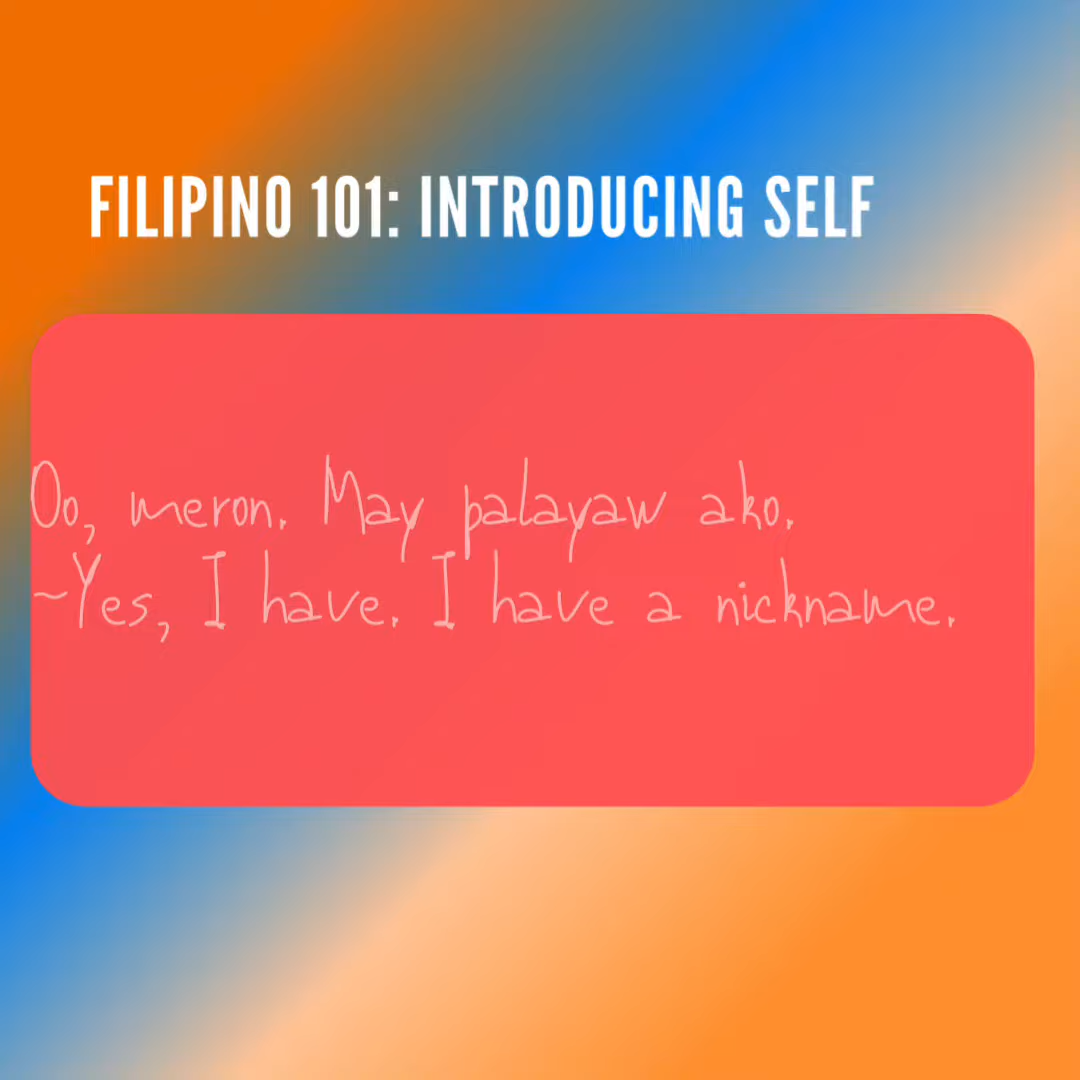 FILIPINO 101: INTRODUCING SELF
Oo, meron. May palayaw ako.
~Yes, I have. I have a nickname.